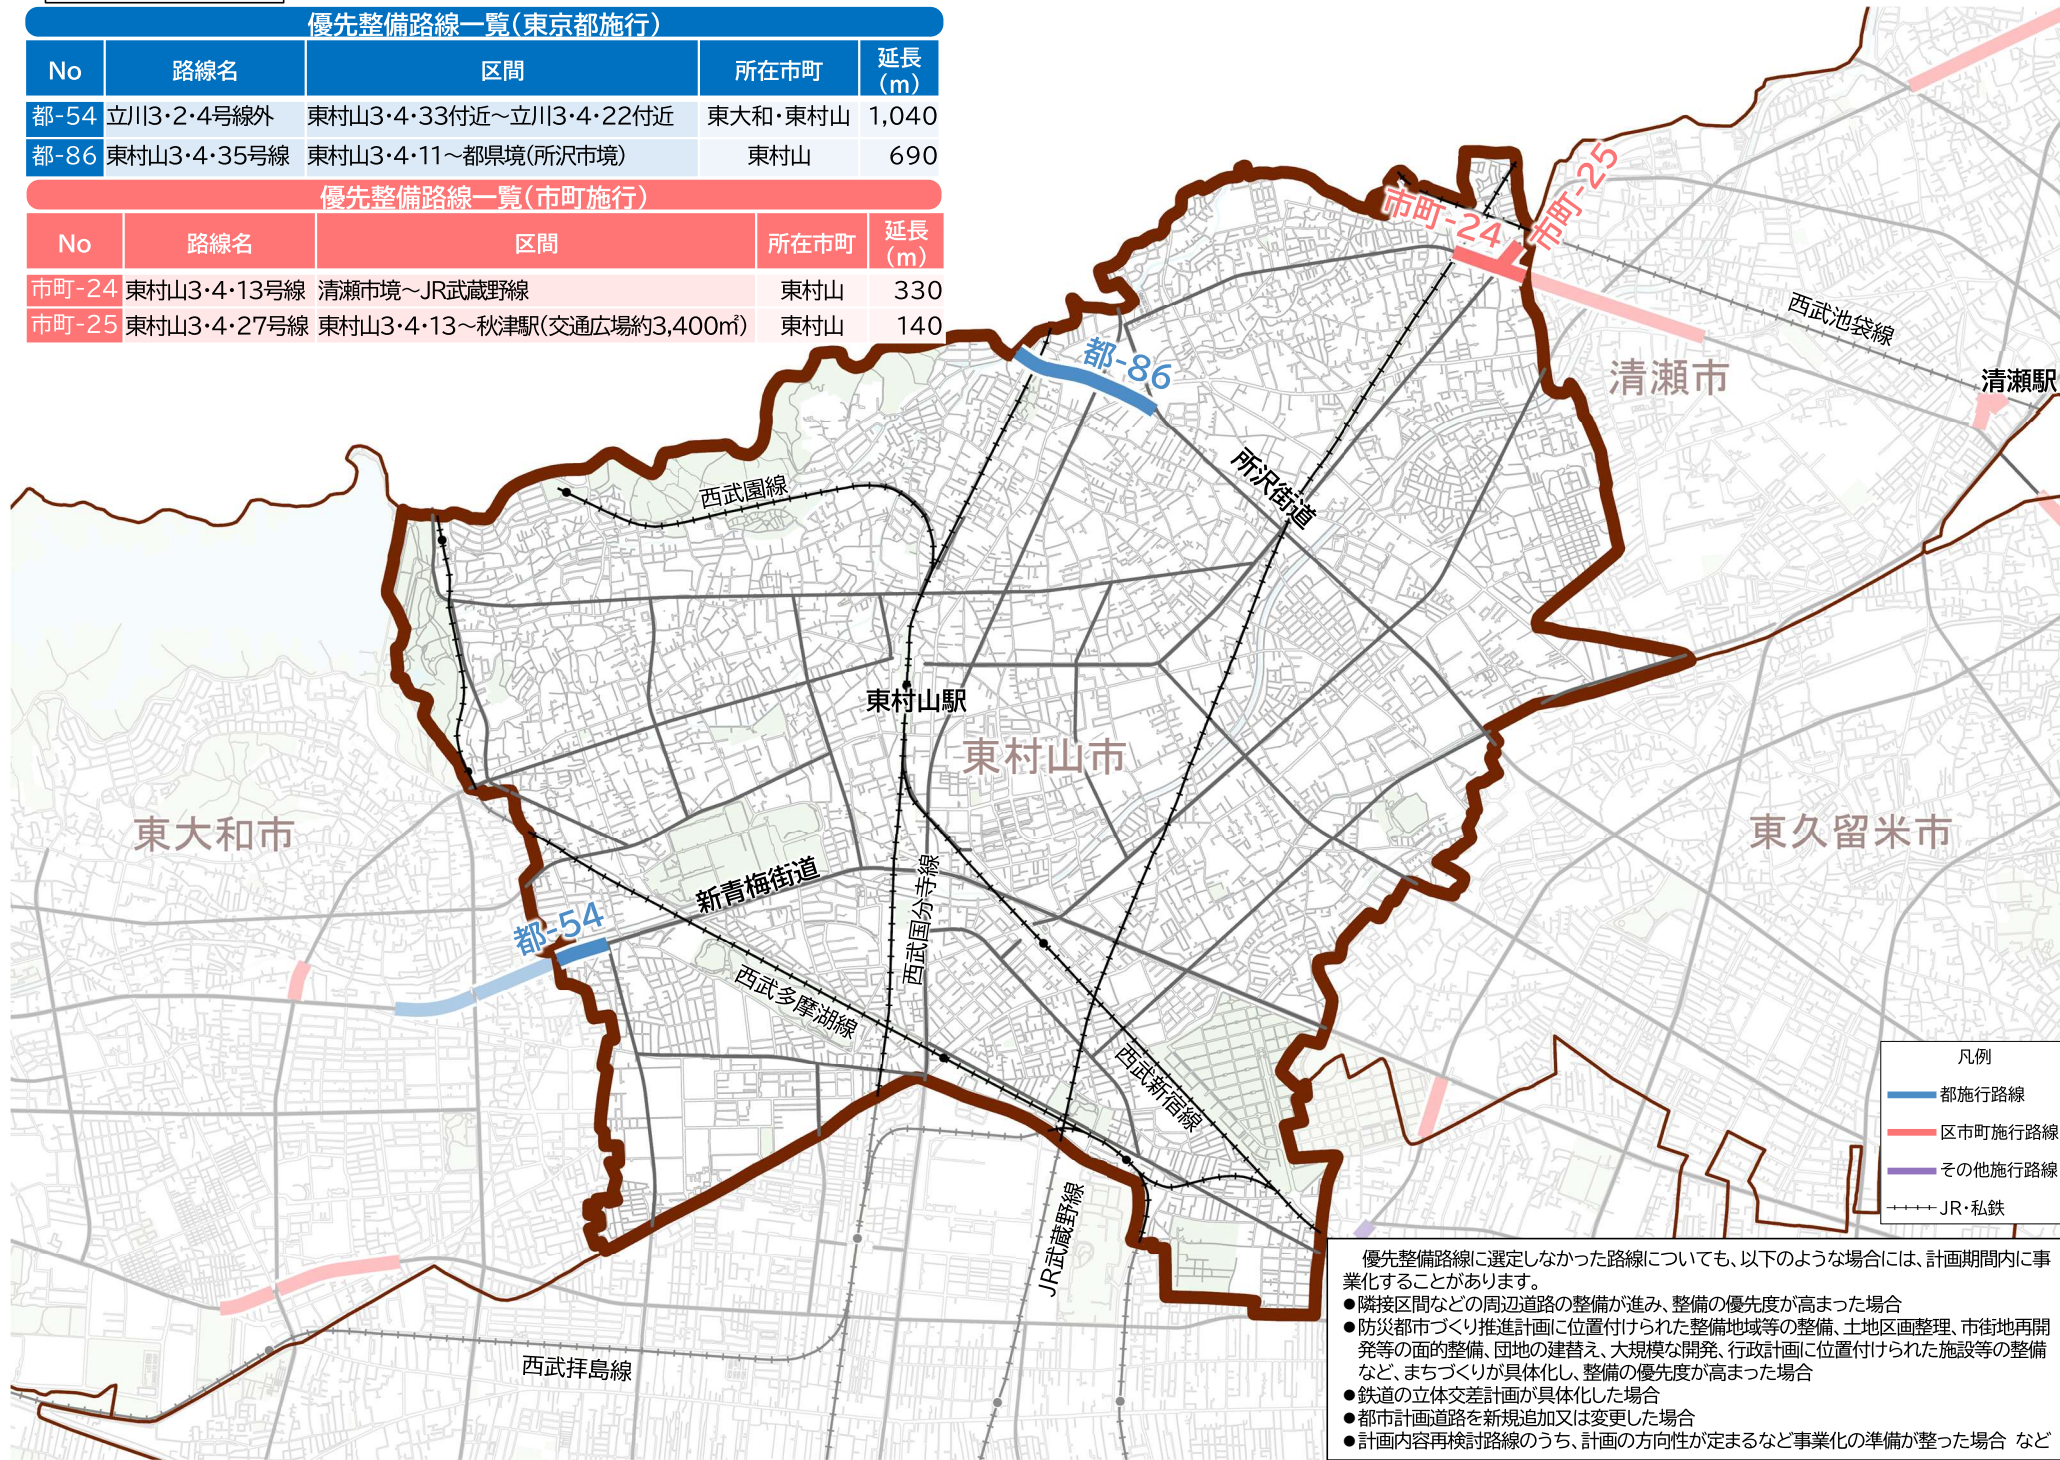 優先整備路線一覧（東京都施行）
No 路線名 区間 所在市町 延長（m）
都-54 立川3・2・4号線外 東村山3・4・33付近～立川3・4・22付近 東大和・東村山 1,040
都-86 東村山3・4・35号線 東村山3・4・11～都県境（所沢市境） 東村山 690
優先整備路線一覧（市町施行）
No 路線名 区間 所在市町 延長（m）
市町-24 東村山3・4・13号線 清瀬市境～JR武蔵野線 東村山 330
市町-25 東村山3・4・27号線 東村山3・4・13～秋津駅（交通広場約3,400㎡） 東村山 140
市町-24
市町-25
西武池袋線
都-86
清瀬市
清瀬駅
所沢街道
西武園線
東村山駅
東村山市
東大和市
東久留米市
新青梅街道
都-54
西武国分寺線
西武多摩湖線
西武新宿線
JR武蔵野線
西武拝島線
凡例
都施行路線
区市町施行路線
その他施行路線
JR・私鉄
優先整備路線に選定しなかった路線についても、以下のような場合には、計画期間内に事
業化することがあります。
●隣接区間などの周辺道路の整備が進み、整備の優先度が高まった場合
●防災都市づくり推進計画に位置付けられた整備地域等の整備、土地区画整理、市街地再開
発等の面的整備、団地の建替え、大規模な開発、行政計画に位置付けられた施設等の整備
など、まちづくりが具体化し、整備の優先度が高まった場合
●鉄道の立体交差計画が具体化した場合
●都市計画道路を新規追加又は変更した場合
●計画内容再検討路線のうち、計画の方向性が定まるなど事業化の準備が整った場合 など